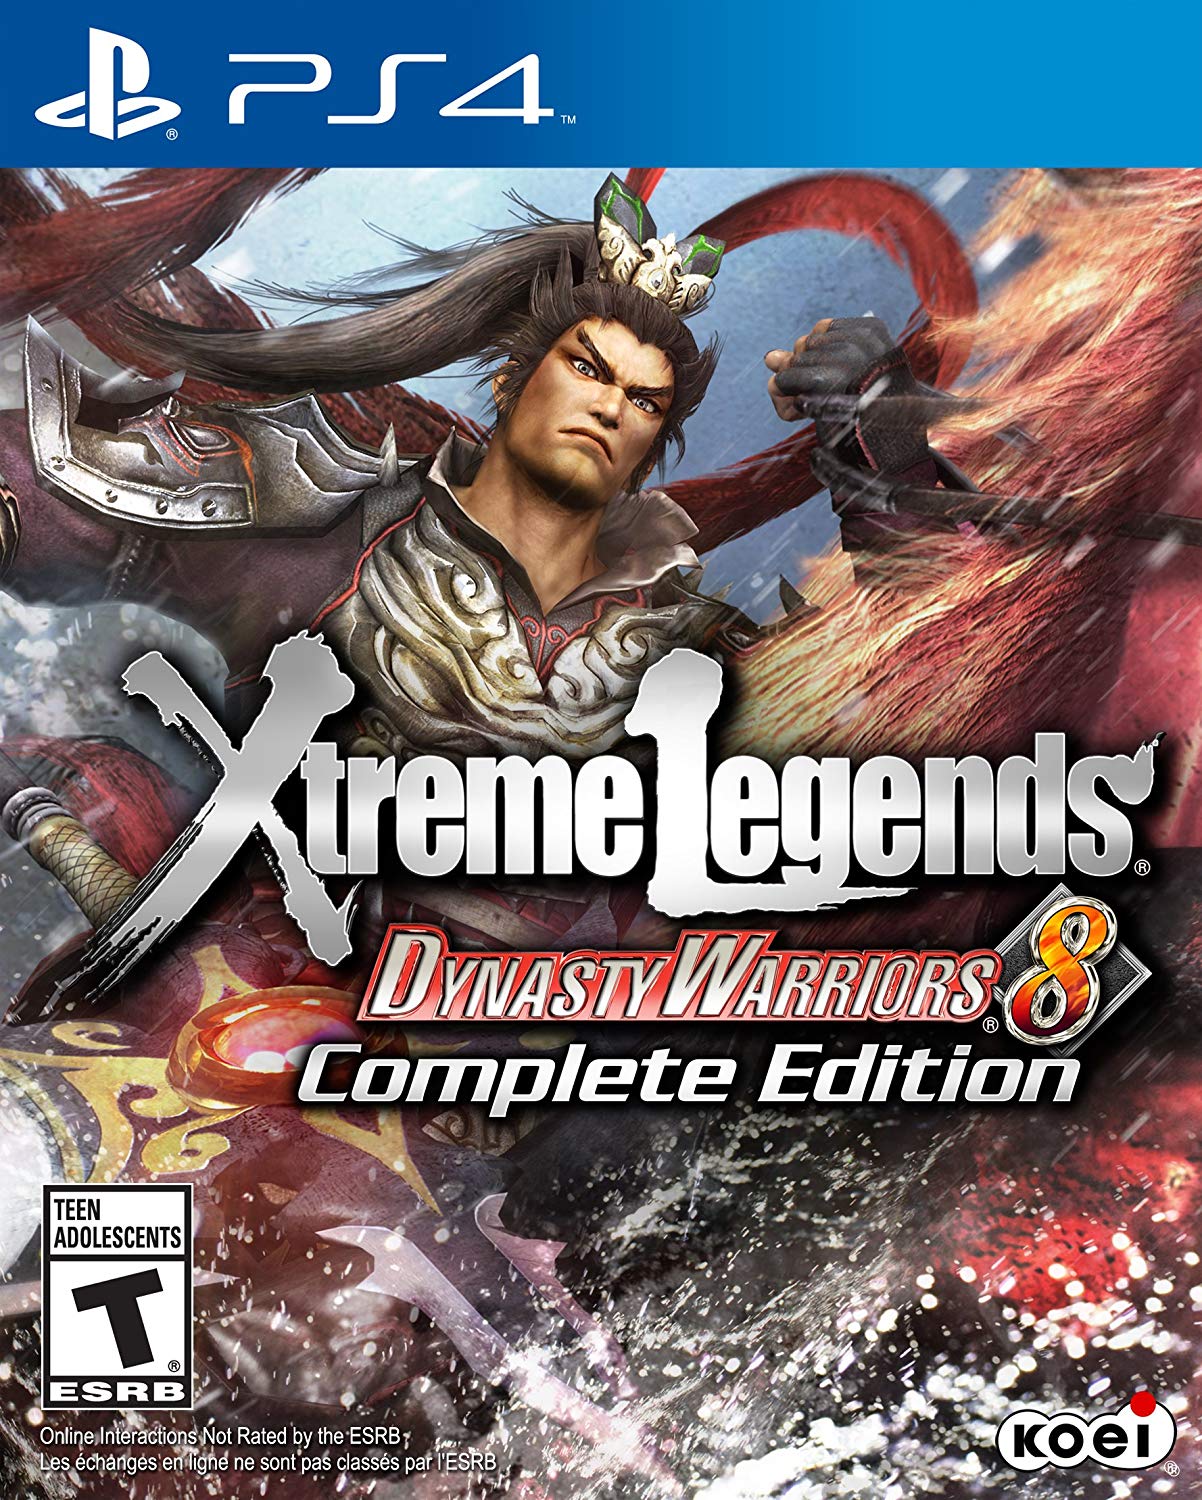 PS4™
Xtreme Legends®
DYNASTY WARRIORS® 8
Complete Edition
TEEN
ADOLESCENTS
T®
ESRB
Online Interactions Not Rated by the ESRB
Les échanges en ligne ne sont pas classés par l'ESRB
KOEI®